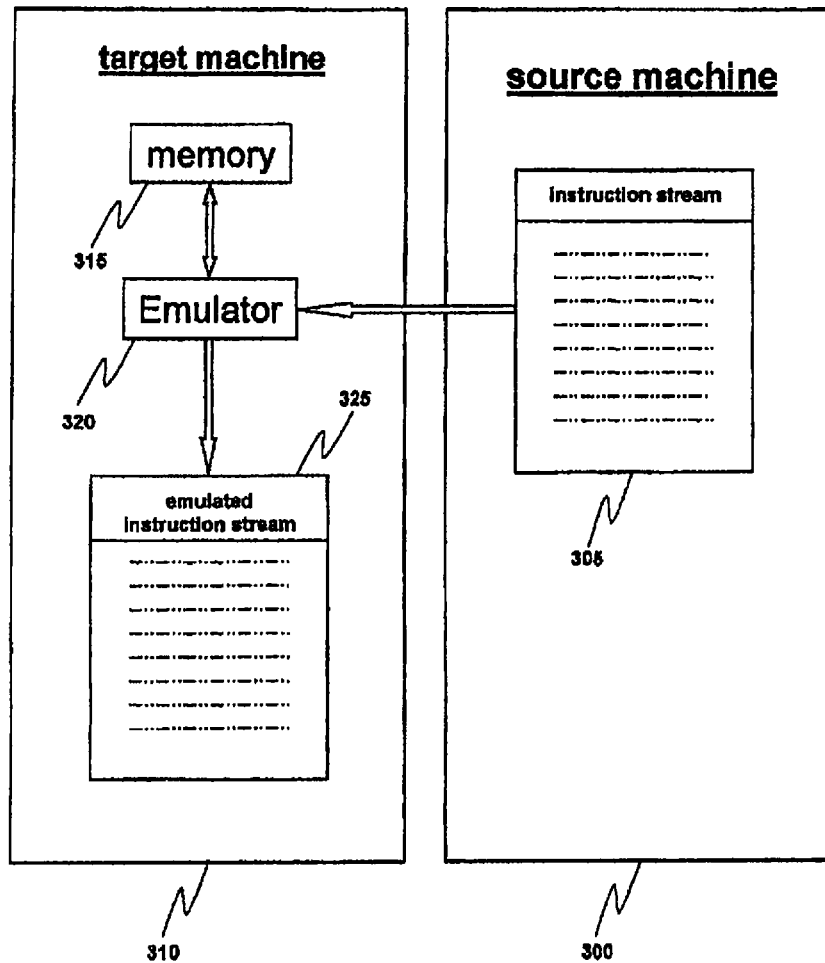 target machine
memory
315
Emulator
320
325
emulated
instruction stream
310
source machine
instruction stream
305
300